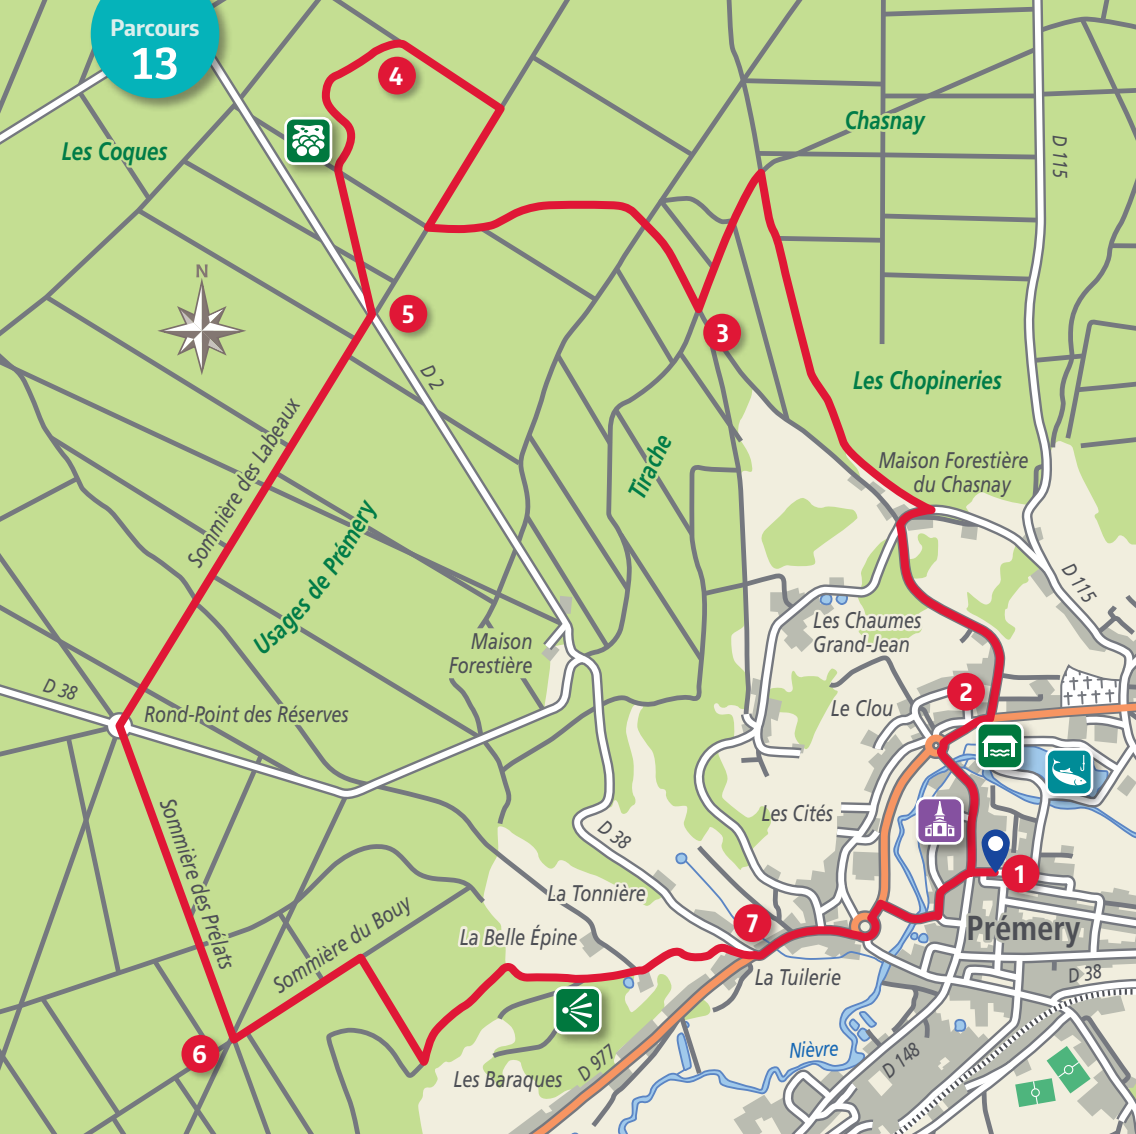 Parcours
13
4
Chasnay
D 115
Les Coques
N
5
3
D 2
Les Chopineries
Sommière des Labeaux
Tirache
Maison Forestière
du Chasnay
Usages de Prémery
D 115
Les Chaumes
Grand-Jean
Maison
Forestière
D 38
2
Rond-Point des Réserves
Le Clou
Sommière des Prélats
Les Cités
D 38
1
La Tonnière
Sommière du Bouy
7
La Belle Épine
Prémery
La Tuilerie
D 38
6
Nièvre
D 977
D 148
Les Baraques